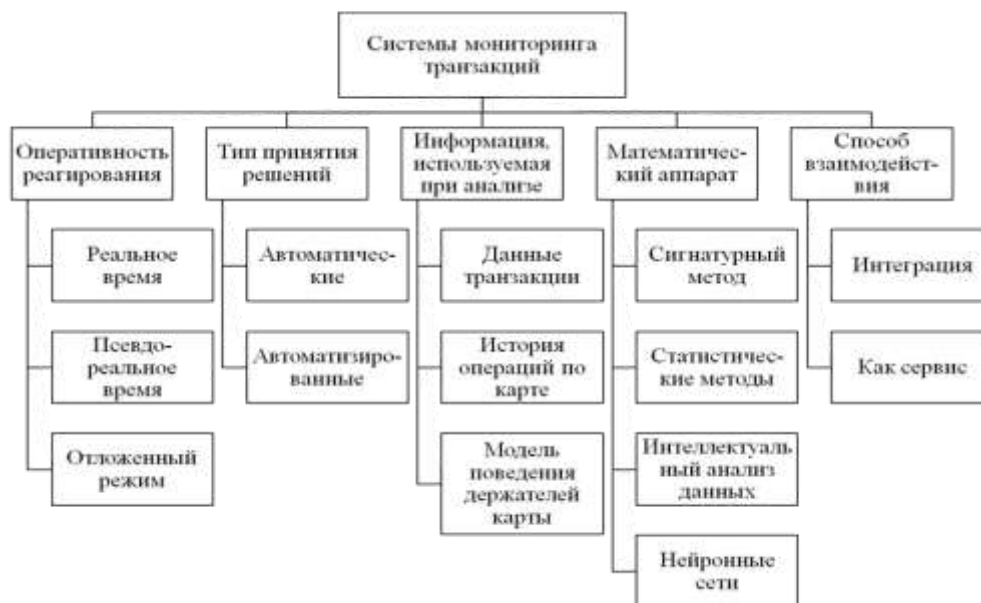 Системы мониторинга
транзакций
Оперативность
реагирования
Реальное
время
Псевдо-
реальное
время
Отложенный
режим
Тип принятия
решений
Автоматичес-
кие
Автоматизиро-
ванные
Информация,
используемая
при анализе
Данные
транзакции
История
операций по
карте
Модель
поведения
держателей
карты
Математичес-
кий аппарат
Сигнатурный
метод
Статистичес-
кие методы
Интеллектуаль
ный анализ
данных
Нейронные
сети
Способ
взаимодейст-
вия
Интеграция
Как сервис